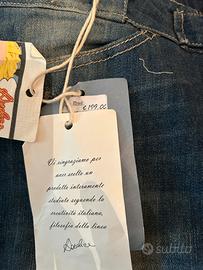 € 199,00
Vi ringraziamo per
aver scelto un
prodotto interamente
studiato seguendo la
creatività italiana,
filosofia della linea
subito